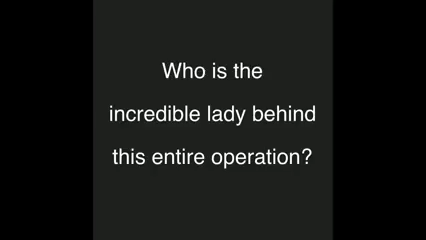 Who is the
incredible lady behind
this entire operation?